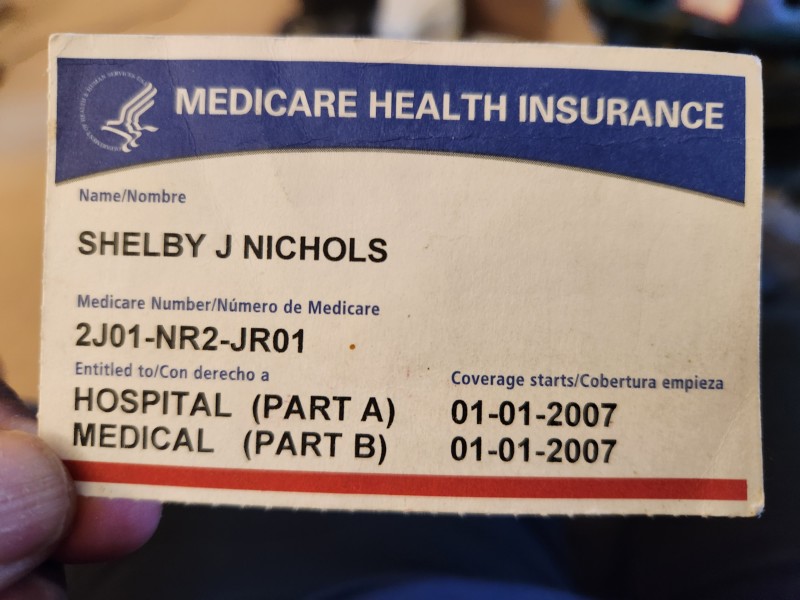 MEDICARE HEALTH INSURANCE
Name/Nombre
SHELBY J NICHOLS
Medicare Number/Número de Medicare
2J01-NR2-JR01
Entitled to/Con derecho a
Coverage starts/Cobertura empieza
HOSPITAL (PART A) 01-01-2007
MEDICAL (PART B) 01-01-2007